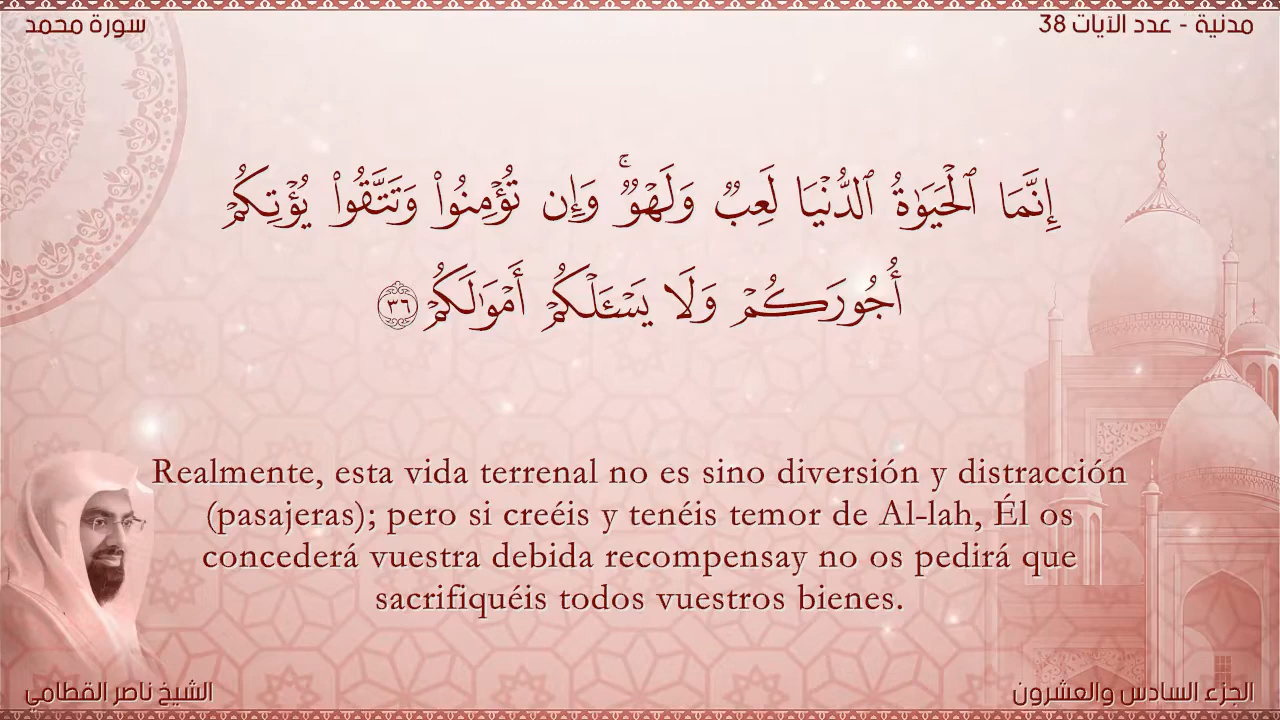 سورة محمد
مدنية - عدد الآيات 38
إِنَّمَا ٱلْحَيَوٰةُ ٱلدُّنْيَا لَعِبٌ وَلَهْوٌ ۚ وَإِن تُؤْمِنُوا۟ وَتَتَّقُوا۟ يُؤْتِكُمْ
أُجُورَكُمْ وَلَا يَسْـَٔلْكُمْ أَمْوَٰلَكُمْ ٣٦
Realmente, esta vida terrenal no es sino diversión y distracción
(pasajeras); pero si creéis y tenéis temor de Al-lah, Él os
concederá vuestra debida recompensay no os pedirá que
sacrifiquéis todos vuestros bienes.
الشيخ ناصر القطامي
الجزء السادس والعشرون